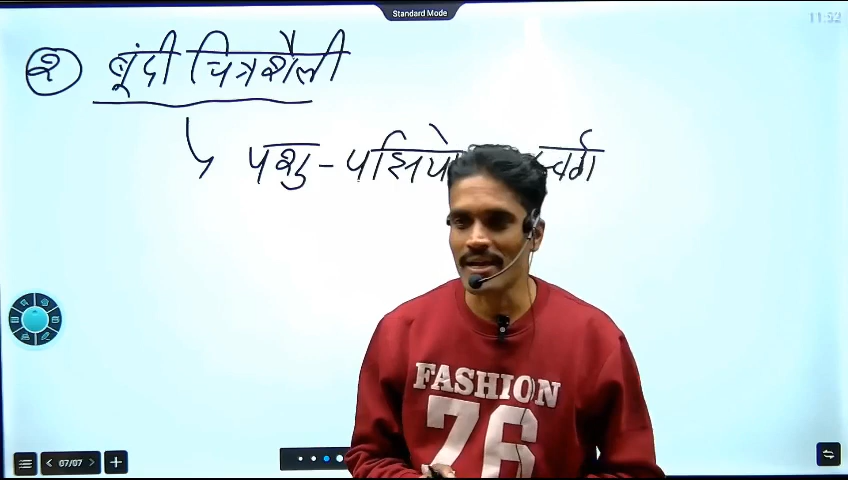 Standard Mode
11:52
२ बूंदी चित्रशैली
पशु-पक्षियो
07/07
FASHION
76